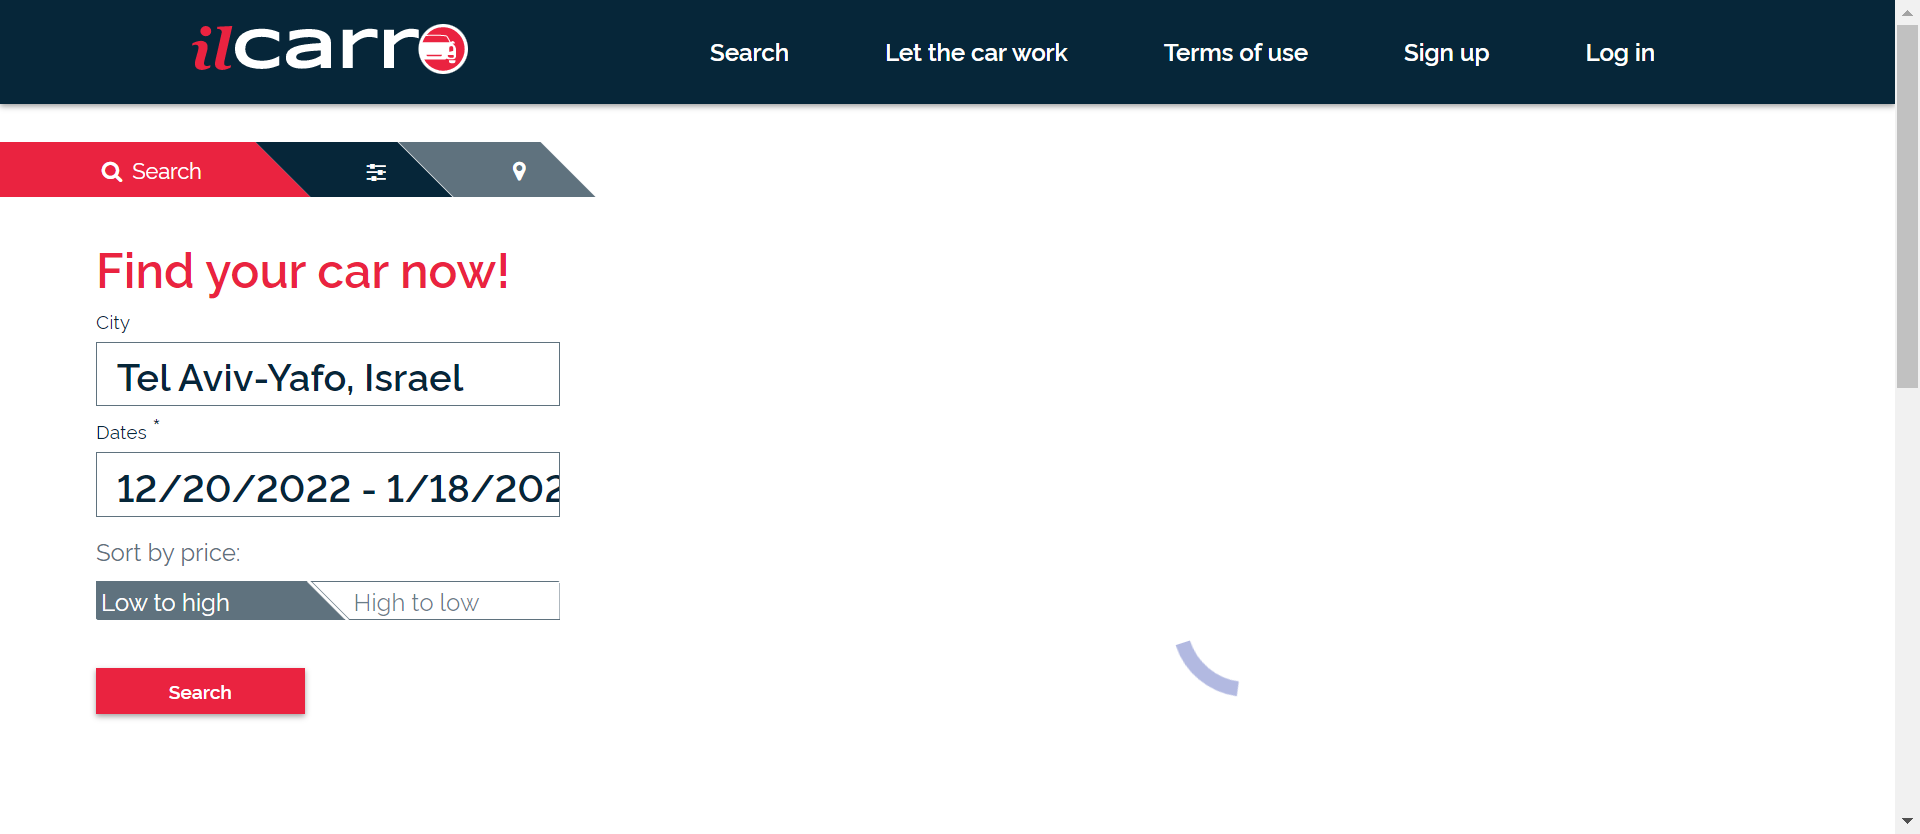 ilcarro
Search
Let the car work
Terms of use
Sign up
Log in
Search
Find your car now!
City
Tel Aviv-Yafo, Israel
Dates *
12/20/2022 - 1/18/202
Sort by price:
Low to high
High to low
Search